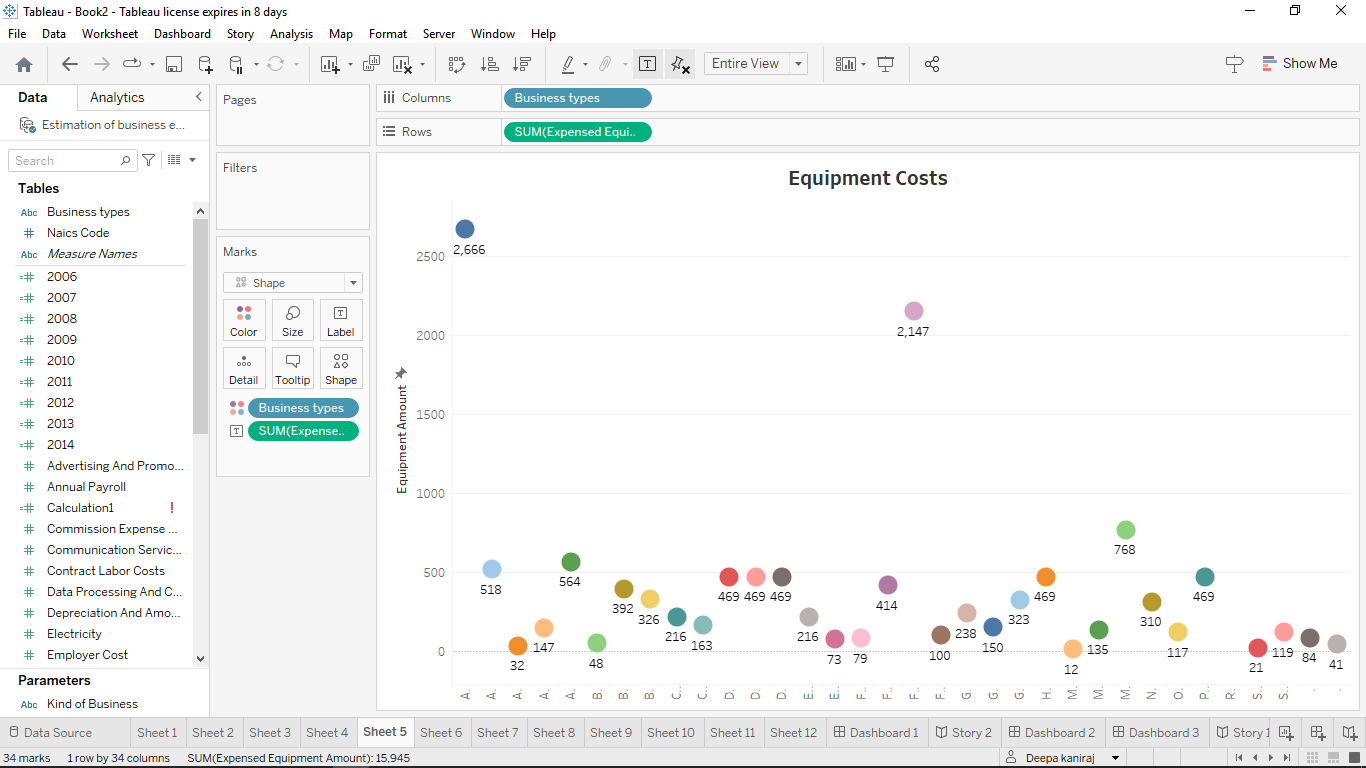 Tableau - Book2 - Tableau license expires in 8 days
File Data Worksheet Dashboard Story Analysis Map Format Server Window Help
Entire View
Show Me
Data Analytics
Estimation of business e...
Search
Tables
Abc Business types
# Naics Code
Abc Measure Names
=# 2006
=# 2007
=# 2008
=# 2009
=# 2010
=# 2011
=# 2012
=# 2013
=# 2014
# Advertising And Promo...
# Annual Payroll
=# Calculation1 !
# Commission Expense ...
# Communication Servic...
# Contract Labor Costs
# Data Processing And C...
# Depreciation And Amo...
# Electricity
# Employer Cost
Parameters
Abc Kind of Business
Pages
Filters
Marks
Shape
Color Size Label
Detail Tooltip Shape
Business types
SUM(Expense..
Columns Business types
Rows SUM(Expensed Equi..
Equipment Costs
Equipment Amount
2500
2000
1500
1000
500
0
2,666
518
32
147
564
48
392
326
216
163
469
469
469
216
73
79
414
2,147
100
238
150
323
469
12
135
768
310
117
469
21
119
84
41
A. A. A. A. A. B. B. B. C. C. D. D. D. E. E. F. F. F. F. G. G. G. H. M. M. M. N. O. P. R. S. S. . .
Data Source Sheet 1 Sheet 2 Sheet 3 Sheet 4 Sheet 5 Sheet 6 Sheet 7 Sheet 8 Sheet 9 Sheet 10 Sheet 11 Sheet 12 Dashboard 1 Story 2 Dashboard 2 Dashboard 3 Story 1
34 marks 1 row by 34 columns SUM(Expensed Equipment Amount): 15,945 Deepa kaniraj